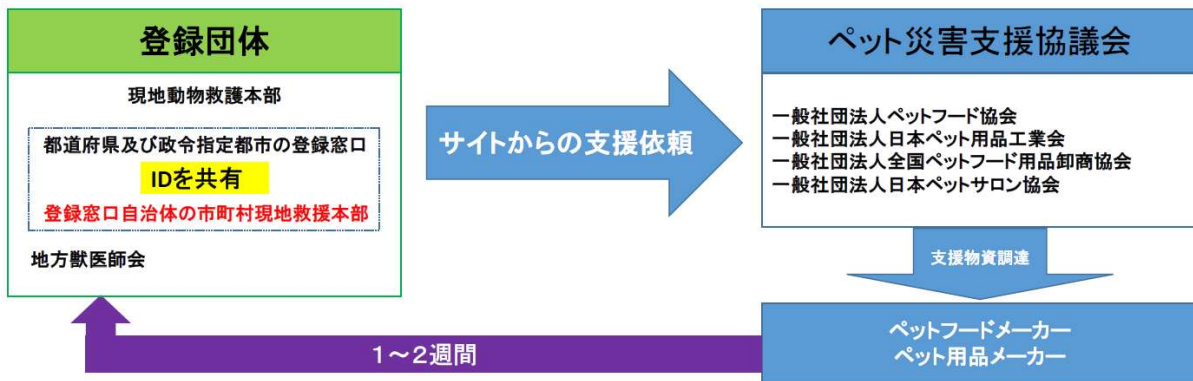 登録団体
現地動物救護本部
都道府県及び政令指定都市の登録窓口
IDを共有
登録窓口自治体の市町村現地救援本部
地方獣医師会
サイトからの支援依頼
ペット災害支援協議会
一般社団法人ペットフード協会
一般社団法人日本ペット用品工業会
一般社団法人全国ペットフード用品卸商協会
一般社団法人日本ペットサロン協会
支援物資調達
ペットフードメーカー
ペット用品メーカー
1～2週間